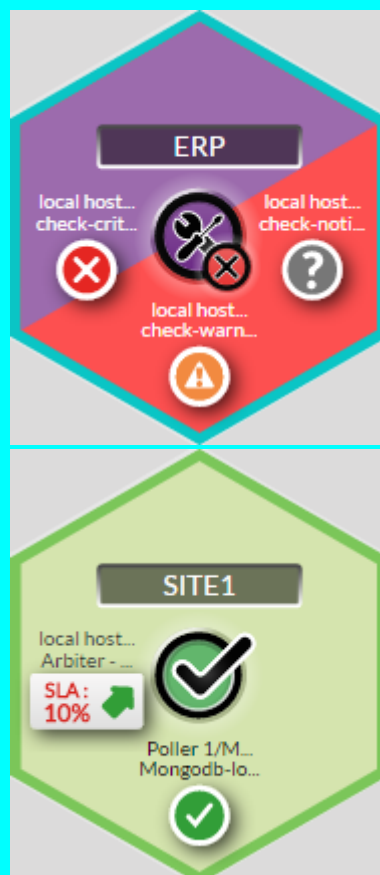 ERP
local host...
check-crit...
local host...
check-noti...
local host...
check-warn...
SITE1
local host...
Arbiter - ...
SLA :
10%
Poller 1/M...
Mongodb-lo...